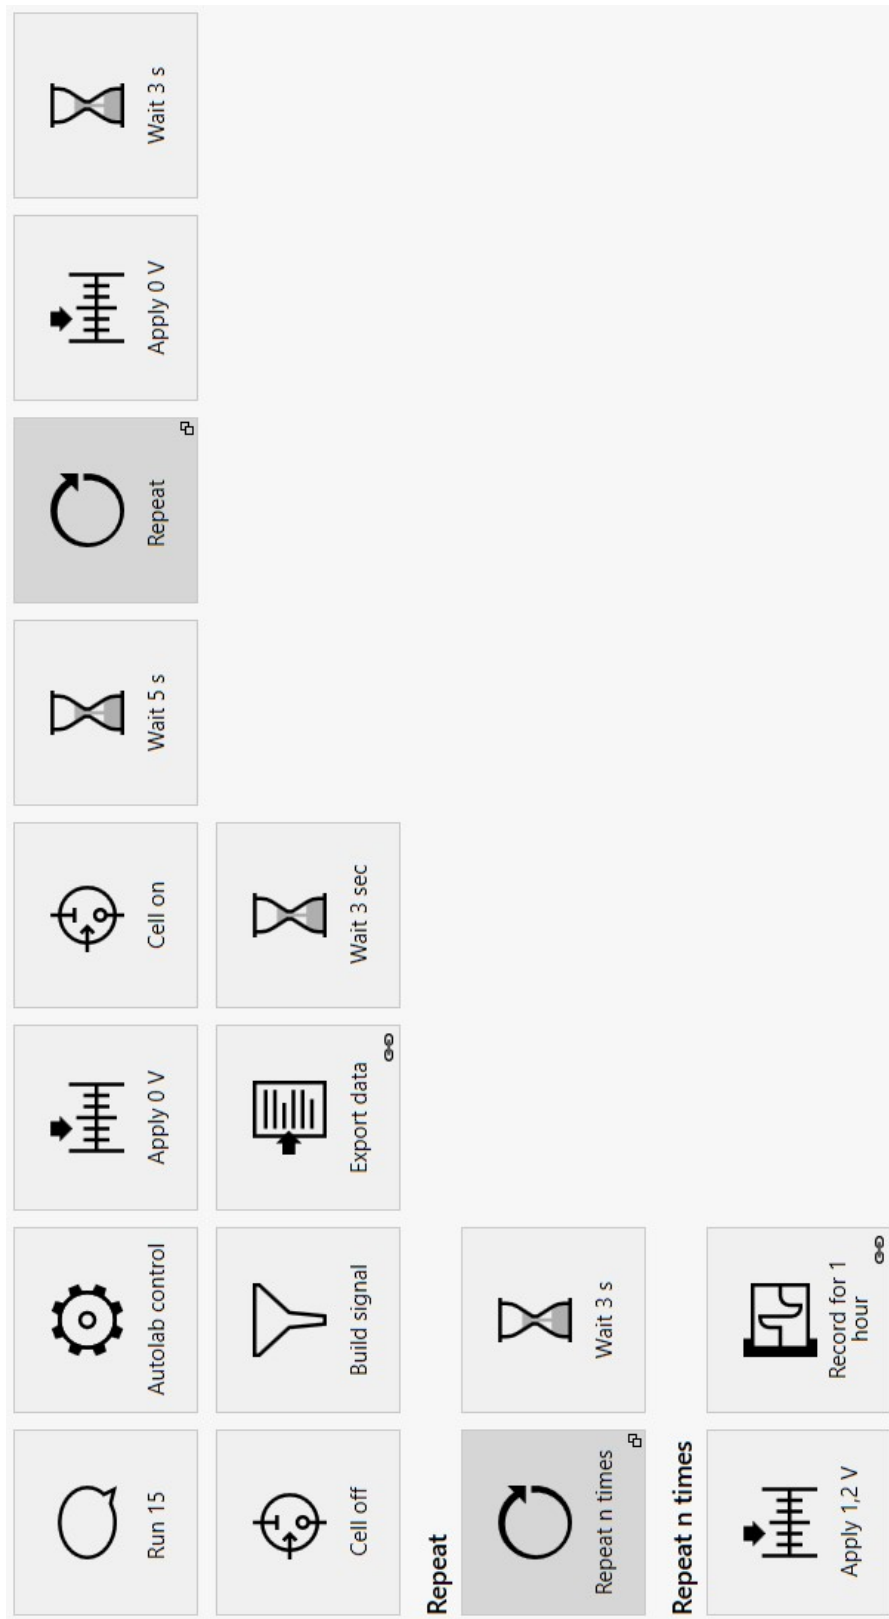 Run 15
Autolab control
Apply 0 V
Cell on
Wait 5 s
Repeat
Apply 0 V
Wait 3 s
Cell off
Build signal
Export data
Wait 3 sec
Repeat
Repeat n times
Wait 3 s
Repeat n times
Apply 1,2 V
Record for 1
hour